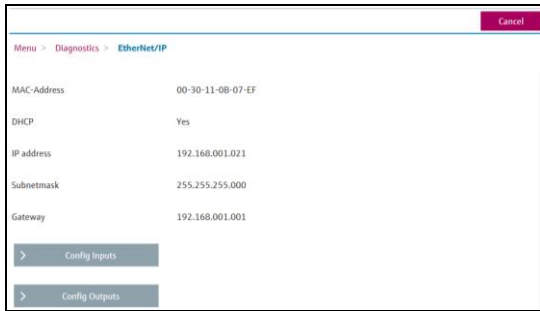 Cancel
Menu > Diagnostics > EtherNet/IP
MAC-Address 00-30-11-0B-07-EF
DHCP Yes
IP address 192.168.001.021
Subnetmask 255.255.255.000
Gateway 192.168.001.001
> Config Inputs
> Config Outputs